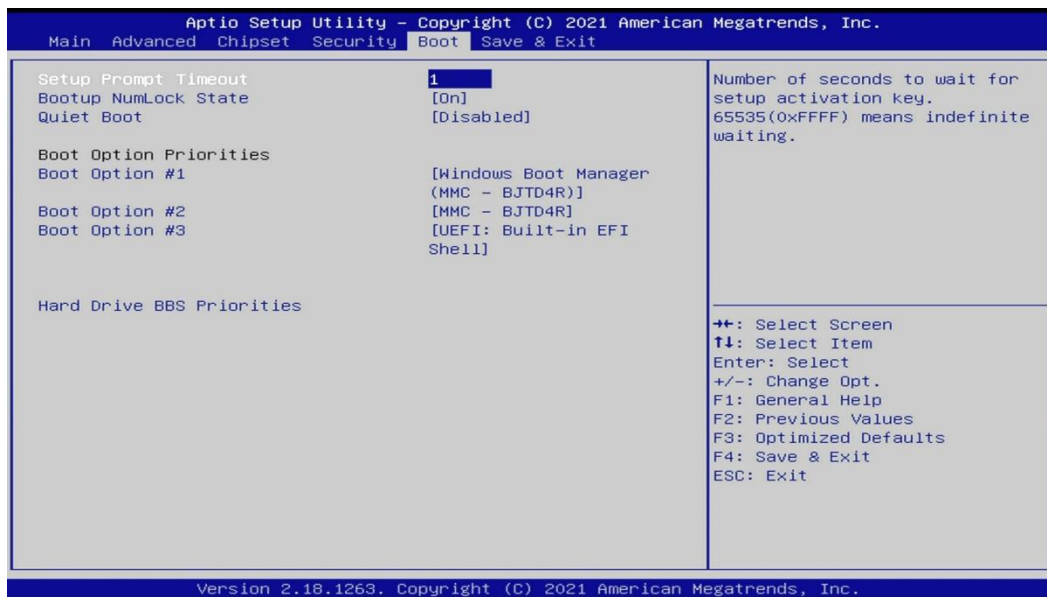 Aptio Setup Utility – Copyright (C) 2021 American Megatrends, Inc.
Main Advanced Chipset Security Boot Save & Exit
Setup Prompt Timeout 1
Bootup NumLock State [On]
Quiet Boot [Disabled]
Boot Option Priorities
Boot Option #1 [Windows Boot Manager
(MMC – BJTD4R)]
Boot Option #2 [MMC – BJTD4R]
Boot Option #3 [UEFI: Built-in EFI
Shell]
Hard Drive BBS Priorities
Number of seconds to wait for
setup activation key.
65535(0xFFFF) means indefinite
waiting.
→←: Select Screen
↑↓: Select Item
Enter: Select
+/-: Change Opt.
F1: General Help
F2: Previous Values
F3: Optimized Defaults
F4: Save & Exit
ESC: Exit
Version 2.18.1263. Copyright (C) 2021 American Megatrends, Inc.